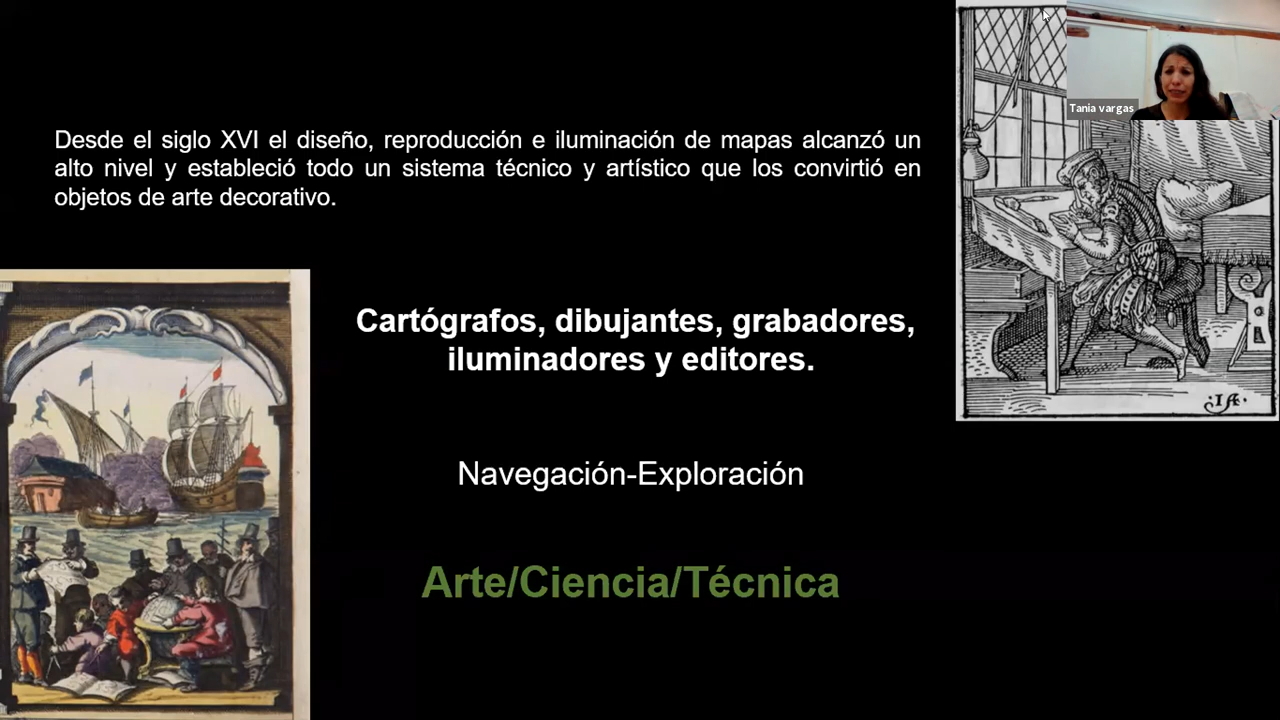 Desde el siglo XVI el diseño, reproducción e iluminación de mapas alcanzó un
alto nivel y estableció todo un sistema técnico y artístico que los convirtió en
objetos de arte decorativo.
Tania vargas
Cartógrafos, dibujantes, grabadores,
iluminadores y editores.
·IA·
Navegación-Exploración
Arte/Ciencia/Técnica